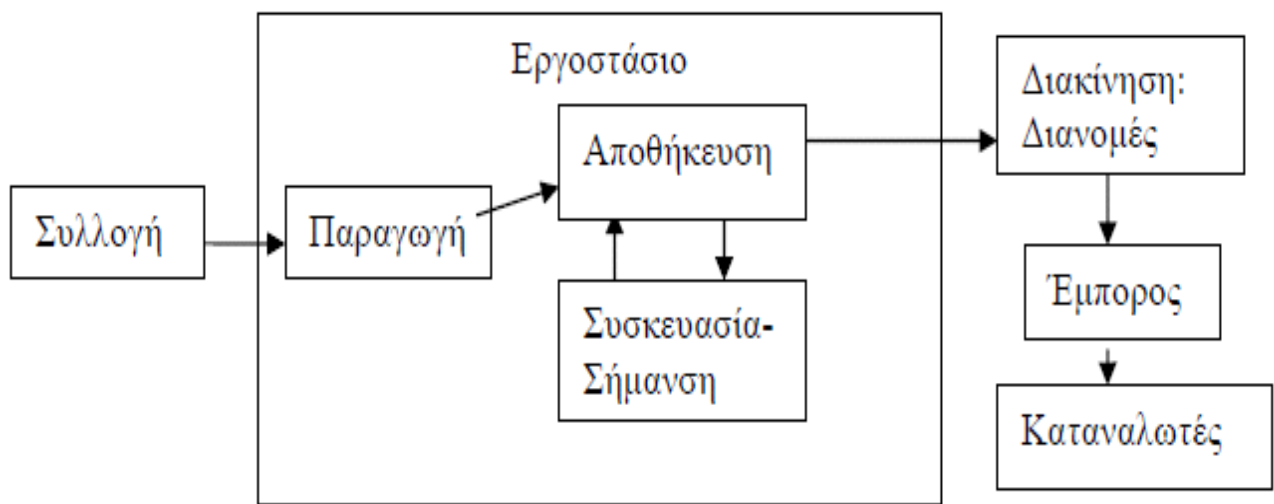 Εργοστάσιο
Συλλογή
Παραγωγή
Αποθήκευση
Συσκευασία-
Σήμανση
Διακίνηση:
Διανομές
Έμπορος
Καταναλωτές